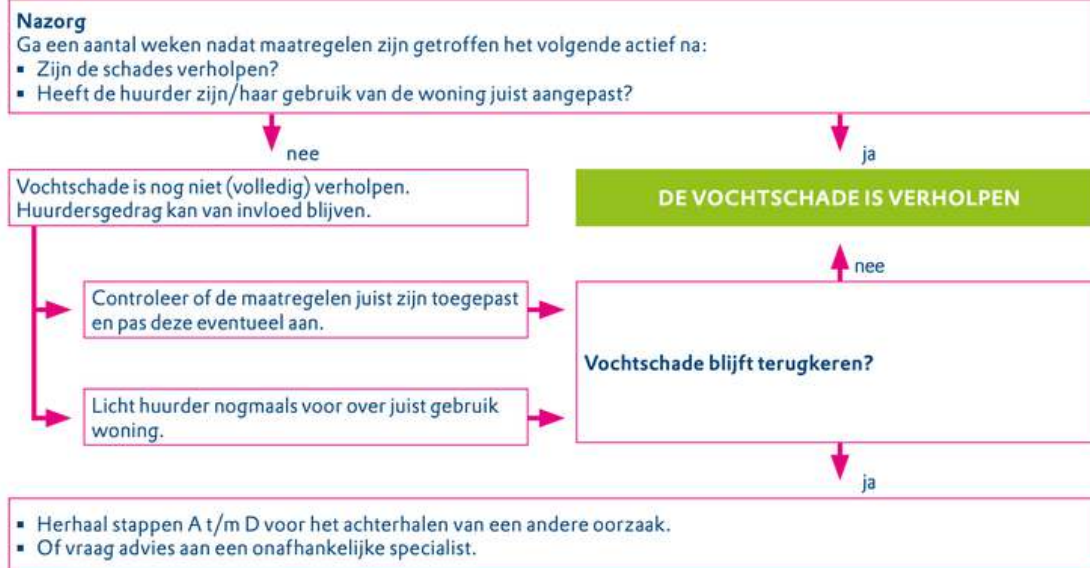 Nazorg
Ga een aantal weken nadat maatregelen zijn getroffen het volgende actief na:
▪ Zijn de schades verholpen?
▪ Heeft de huurder zijn/haar gebruik van de woning juist aangepast?
nee
ja
Vochtschade is nog niet (volledig) verholpen.
Huurdersgedrag kan van invloed blijven.
DE VOCHTSCHADE IS VERHOLPEN
nee
Controleer of de maatregelen juist zijn toegepast
en pas deze eventueel aan.
Vochtschade blijft terugkeren?
Licht huurder nogmaals voor over juist gebruik
woning.
ja
▪ Herhaal stappen A t/m D voor het achterhalen van een andere oorzaak.
▪ Of vraag advies aan een onafhankelijke specialist.